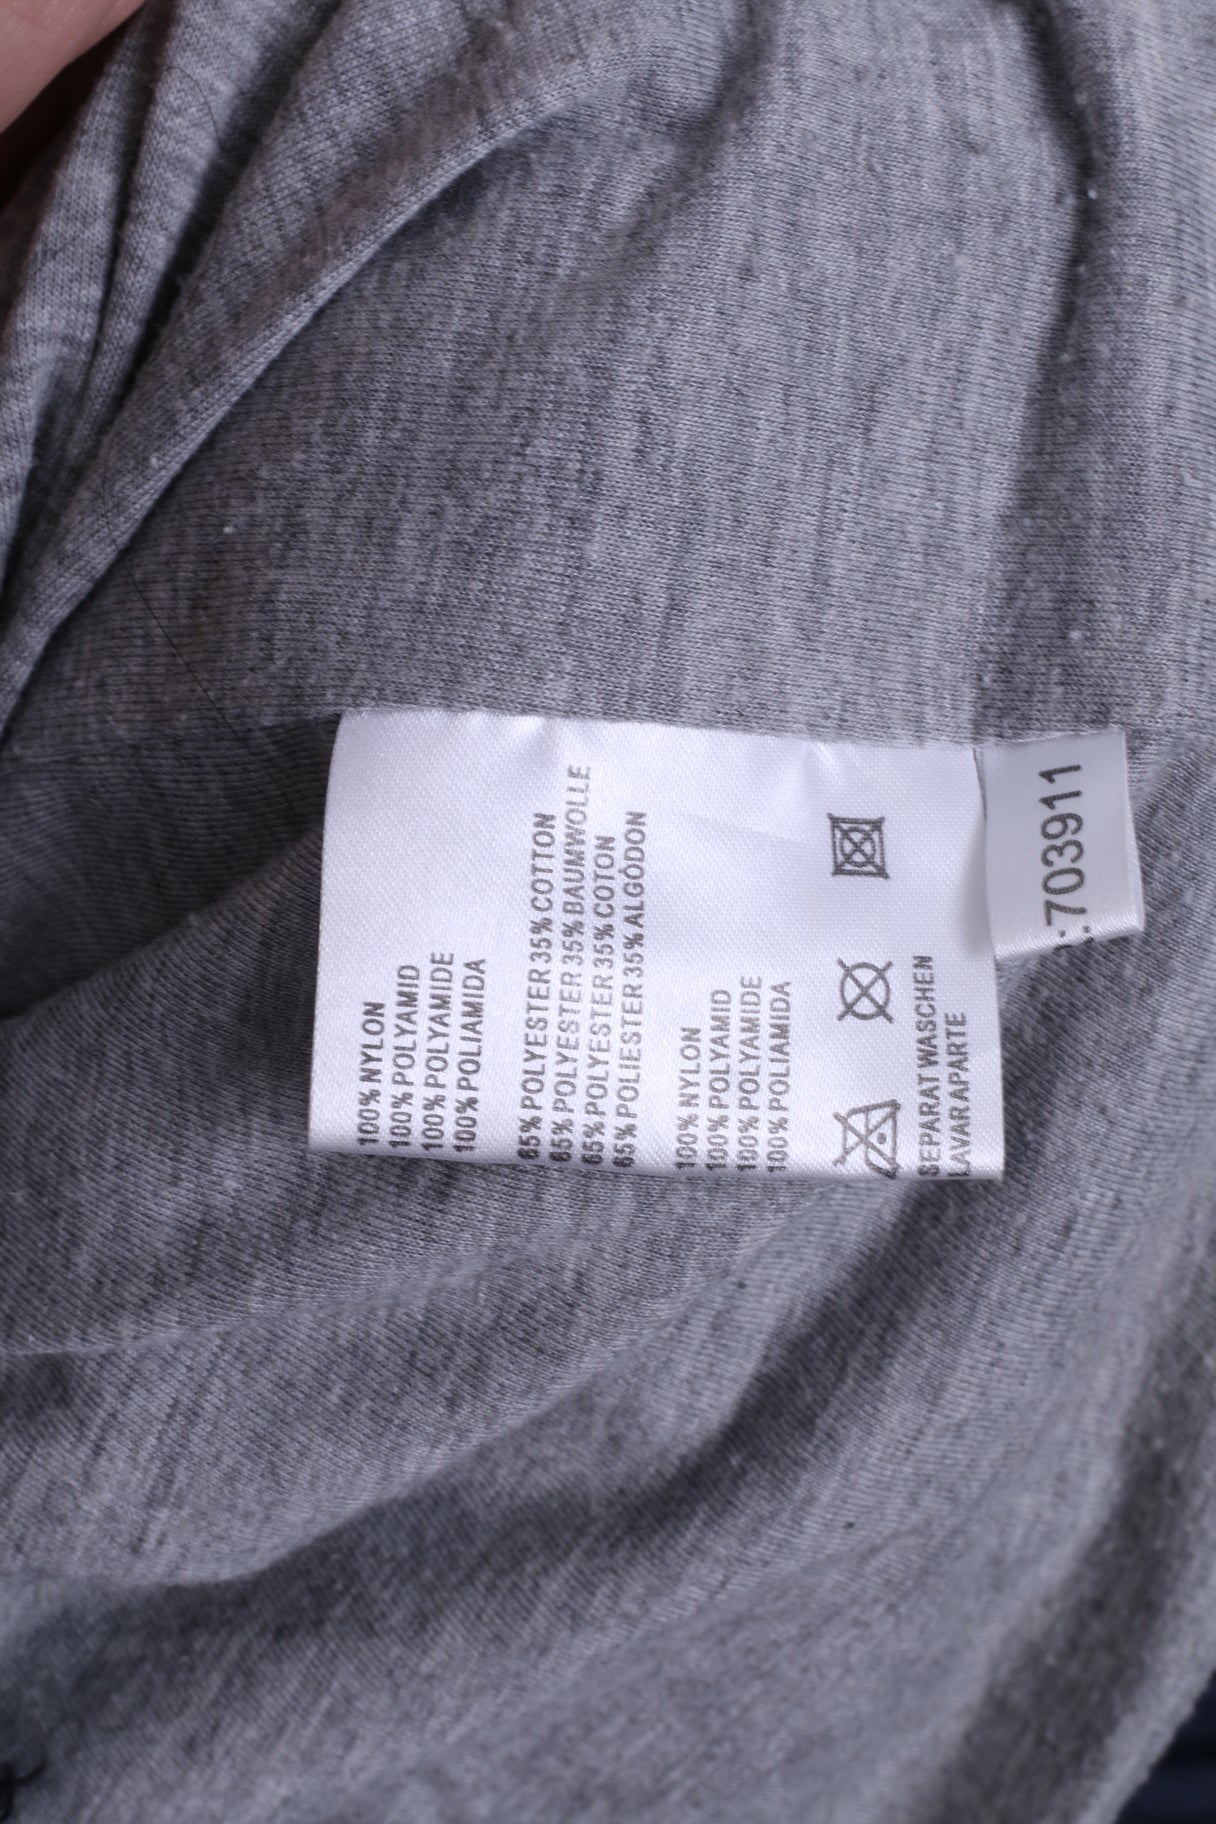 100% NYLON
100% POLYAMID
100% POLYAMIDE
100% POLIAMIDA
65% POLYESTER 35% COTTON
65% POLYESTER 35% BAUMWOLLE
65% POLYESTER 35% COTON
65% POLIESTER 35% ALGÒDON
100% NYLON
100% POLYAMID
100% POLYAMIDE
100% POLIAMIDA
SEPARAT WASCHEN
LAVAR APARTE
:703911